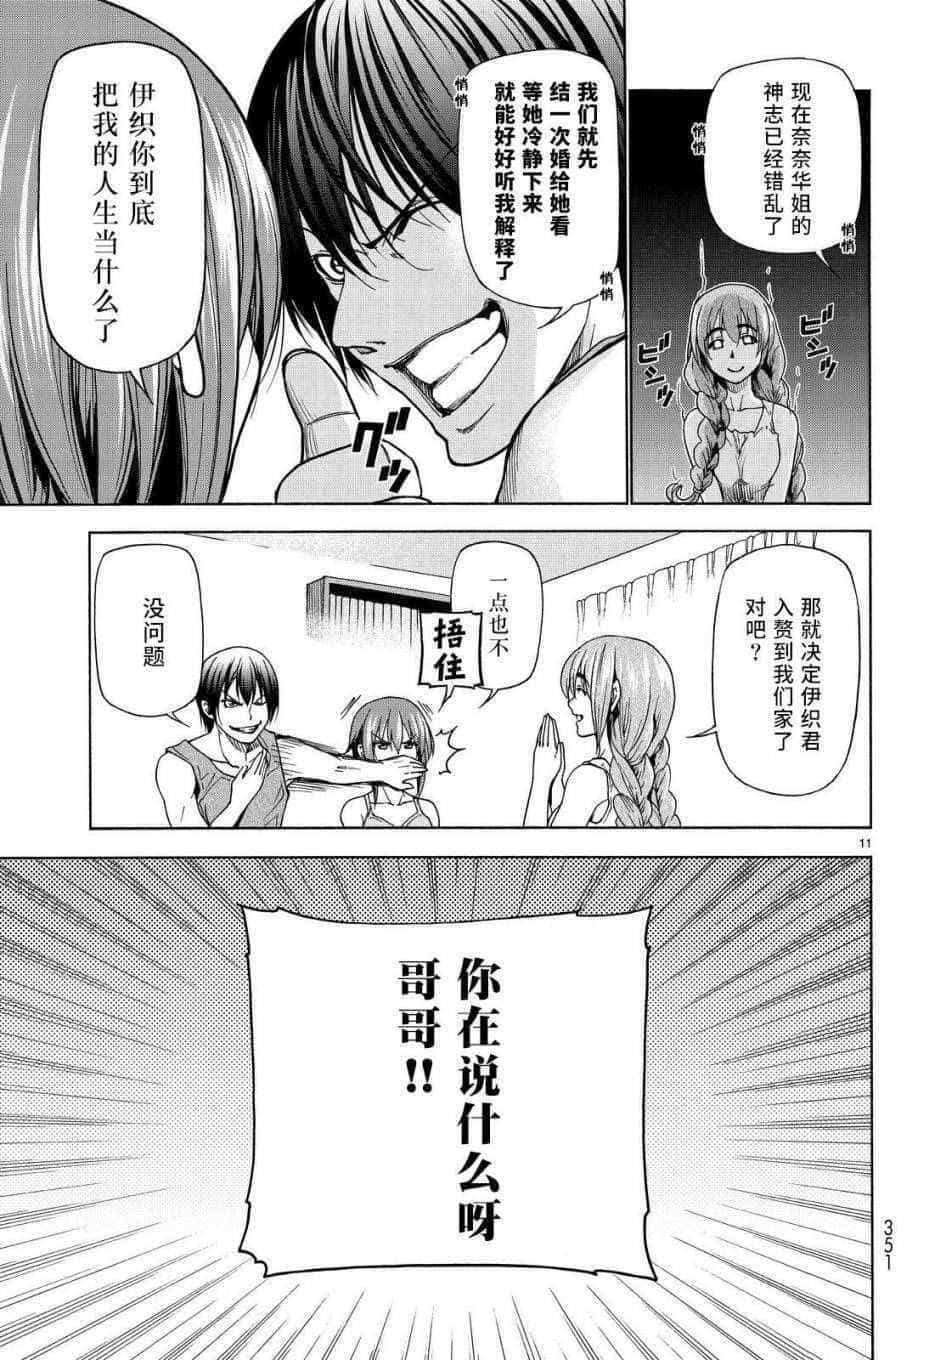 现在奈奈华姐的
神志已经错乱了
悄悄
悄悄
ビシッ
ビシッ
我们就先
结一次婚给她看
等她冷静下来
就能好好听我解释了
悄悄
悄悄
グッ
伊织你到底
把我的人生当什么了
那就决定伊织君
入赘到我们家了
对吧？
一点也不
捂住
没问题
11
你在说什么呀
哥哥!!
351